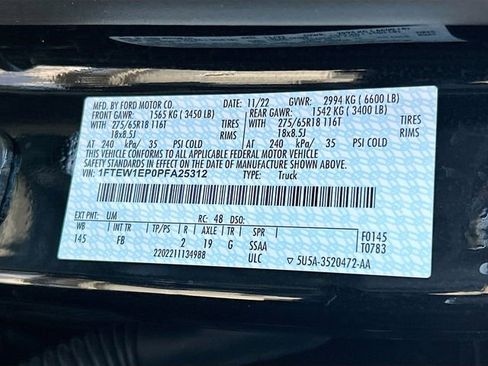 MFD. BY FORD MOTOR CO.
DATE: 11/22 GVWR: 2994 KG ( 6600 LB)
FRONT GAWR: 1565 KG ( 3450 LB) REAR GAWR: 1542 KG ( 3400 LB)
WITH 275/65R18 116T TIRES WITH 275/65R18 116T TIRES
18x8.5J RIMS 18x8.5J RIMS
AT 240 kPa/ 35 PSI COLD AT 240 kPa/ 35 PSI COLD
THIS VEHICLE CONFORMS TO ALL APPLICABLE FEDERAL MOTOR VEHICLE
SAFETY AND THEFT PREVENTION STANDARDS IN EFFECT ON THE DATE OF MANUFACTURE SHOWN ABOVE.
VIN: 1FTEW1EP0PFA25312
TYPE: Truck
EXT PNT: UM RC: 48 DSO:
WB INT TR TP/PS R AXLE TR SPR
145 FB 2 19 G SSAA
F0145
T0783
2202211134988 ULC ▽ 5U5A-3520472-AA